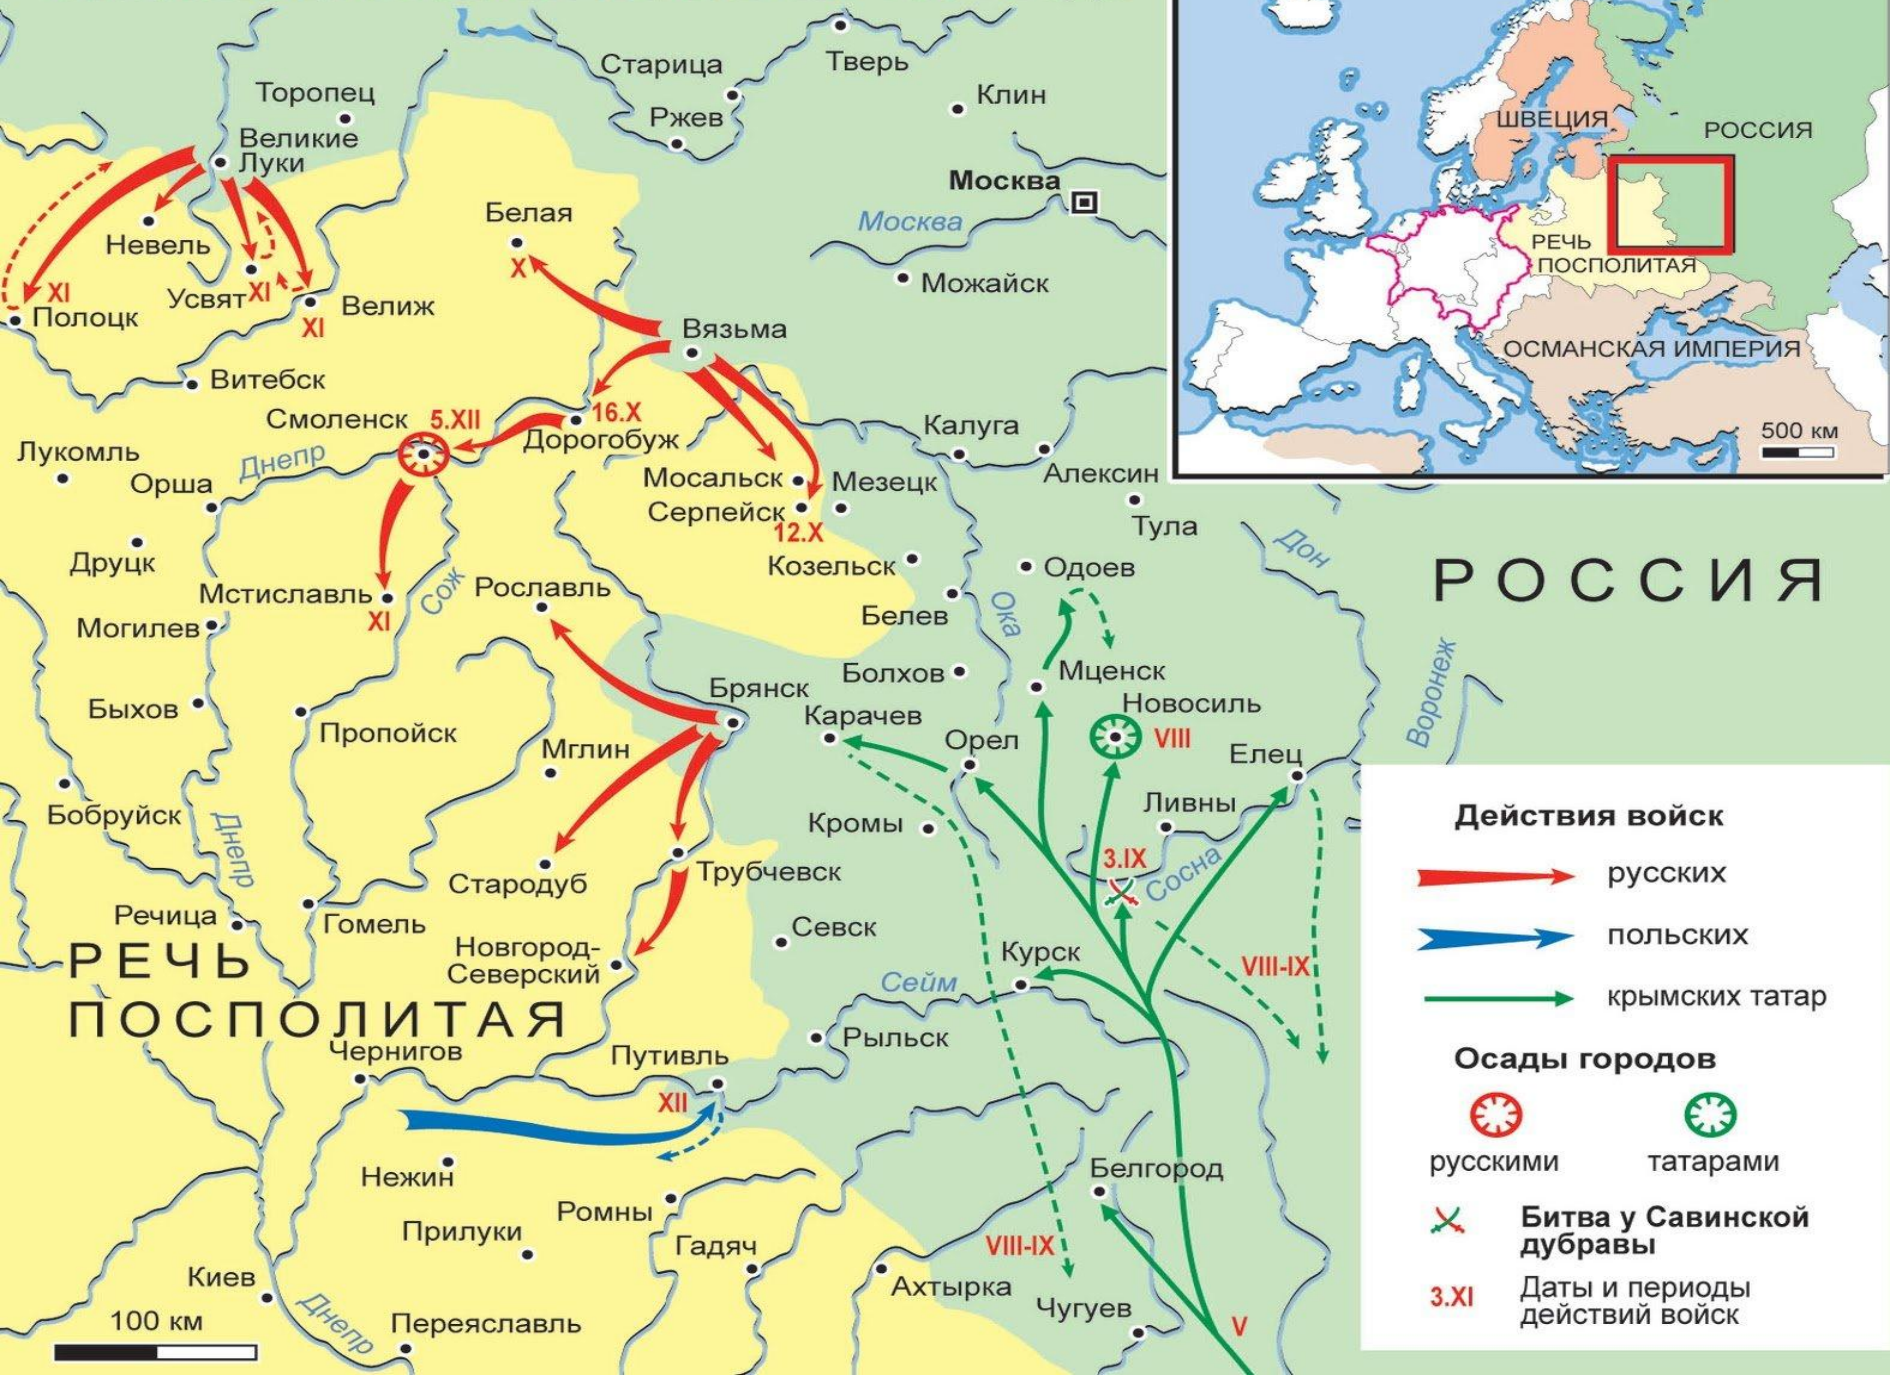 Торопец
Великие
Луки
Невель
XI
Полоцк
Усвят
XI
Велиж
XI
Витебск
Старица
Ржев
Тверь
Клин
Москва
Москва
Можайск
Белая
X
Вязьма
Смоленск
5.XII
16.X
Дорогобуж
Днепр
Лукомль
Орша
Друцк
Мстиславль
XI
Сож
Могилев
Быхов
Пропойск
Бобруйск
Днепр
Речица
Гомель
Калуга
Алексин
Тула
Мосальск
Мезецк
Серпейск
12.X
Козельск
Белев
Одоев
Ока
Дон
Рославль
Болхов
Мценск
Брянск
Карачев
Новосиль
VIII
Орел
Елец
Воронеж
Мглин
Кромы
Ливны
3.IX
Сосна
Стародуб
Трубчевск
Новгород-
Северский
Севск
Курск
VIII-IX
Сейм
Рыльск
РОССИЯ
РЕЧЬ
ПОСПОЛИТАЯ
Чернигов
Путивль
XII
Нежин
Прилуки
Ромны
Гадяч
Киев
Днепр
Переяславль
Ахтырка
Белгород
VIII-IX
Чугуев
V
100 км
ШВЕЦИЯ
РОССИЯ
РЕЧЬ
ПОСПОЛИТАЯ
ОСМАНСКАЯ ИМПЕРИЯ
500 км
Действия войск
русских
польских
крымских татар
Осады городов
русскими
татарами
Битва у Савинской
дубравы
3.XI
Даты и периоды
действий войск